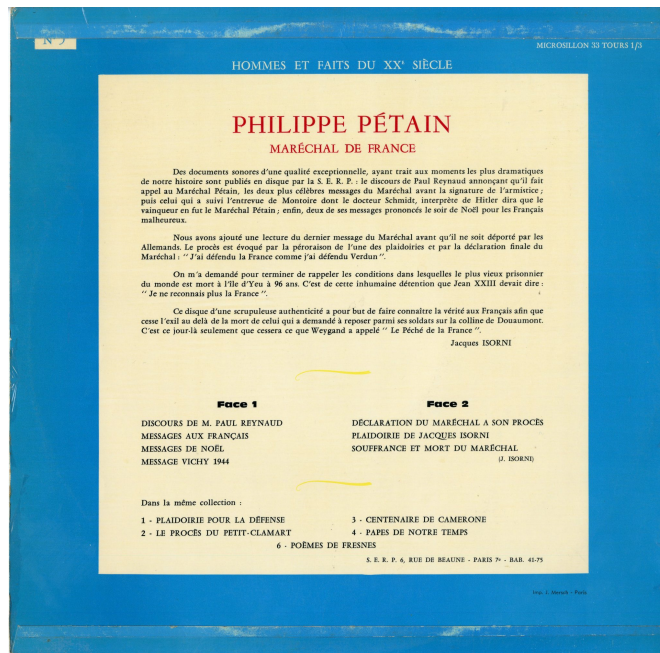 N° 5
MICROSILLON 33 TOURS 1/3
HOMMES ET FAITS DU XXe SIÈCLE
PHILIPPE PÉTAIN
MARÉCHAL DE FRANCE
Des documents sonores d'une qualité exceptionnelle, ayant trait aux moments les plus dramatiques
de notre histoire sont publiés en disque par la S. E. R. P. : le discours de Paul Reynaud annonçant qu'il fait
appel au Maréchal Pétain, les deux plus célèbres messages du Maréchal avant la signature de l'armistice ;
puis celui qui a suivi l'entrevue de Montoire dont le docteur Schmidt, interprète de Hitler dira que le
vainqueur en fut le Maréchal Pétain ; enfin, deux de ses messages prononcés le soir de Noël pour les Français
malheureux.
Nous avons ajouté une lecture du dernier message du Maréchal avant qu'il ne soit déporté par les
Allemands. Le procès est évoqué par la péroraison de l'une des plaidoiries et par la déclaration finale du
Maréchal : " J'ai défendu la France comme j'ai défendu Verdun ".
On m'a demandé pour terminer de rappeler les conditions dans lesquelles le plus vieux prisonnier
du monde est mort à l'île d'Yeu à 96 ans. C'est de cette inhumaine détention que Jean XXIII devait dire :
" Je ne reconnais plus la France ".
Ce disque d'une scrupuleuse authenticité a pour but de faire connaître la vérité aux Français afin que
cesse l'exil au delà de la mort de celui qui a demandé à reposer parmi ses soldats sur la colline de Douaumont.
C'est ce jour-là seulement que cessera ce que Weygand a appelé " Le Péché de la France ".
Jacques ISORNI
Face 1
DISCOURS DE M. PAUL REYNAUD
MESSAGES AUX FRANÇAIS
MESSAGES DE NOËL
MESSAGE VICHY 1944
Face 2
DÉCLARATION DU MARÉCHAL A SON PROCÈS
PLAIDOIRIE DE JACQUES ISORNI
SOUFFRANCE ET MORT DU MARÉCHAL
(J. ISORNI)
Dans la même collection :
1 - PLAIDOIRIE POUR LA DÉFENSE
2 - LE PROCÈS DU PETIT-CLAMART
3 - CENTENAIRE DE CAMERONE
4 - PAPES DE NOTRE TEMPS
6 - POÈMES DE FRESNES
S. E. R. P. 6, RUE DE BEAUNE - PARIS 7e - BAB. 41-75
Imp. - Paris